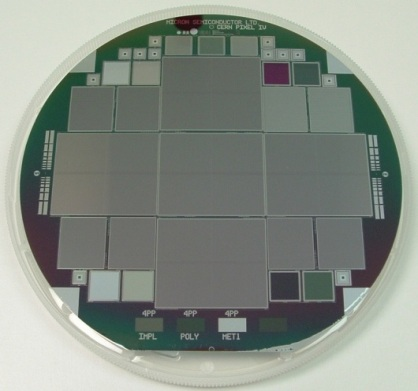 MICRON SEMICONDUCTOR LTD
© CERN PIXEL IV
4PP 4PP 4PP
IMPL POLY MET1